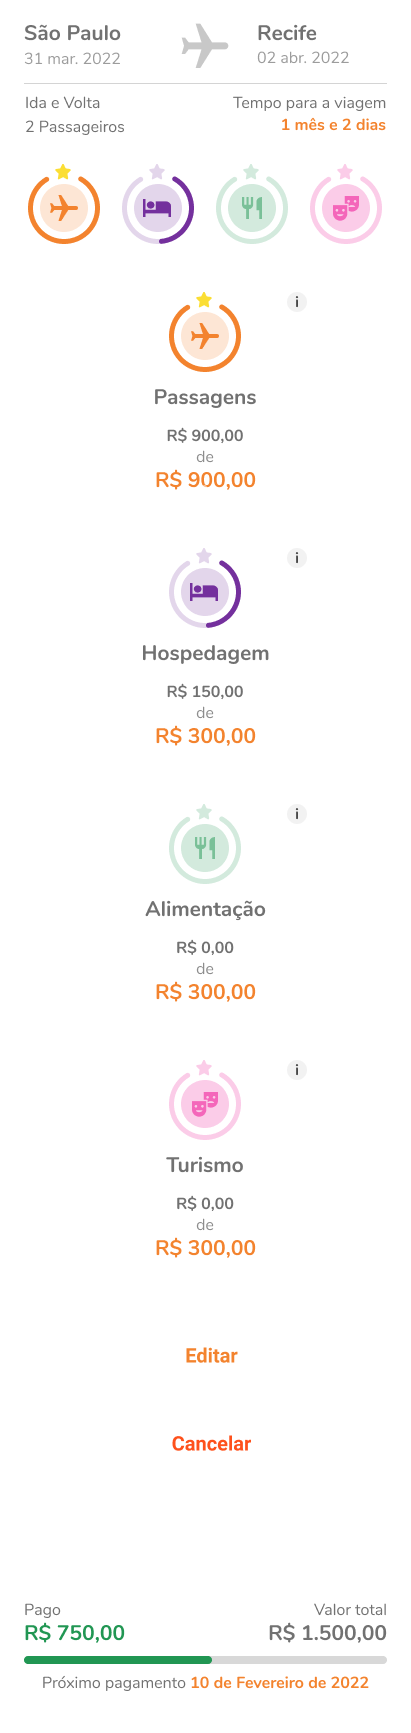 São Paulo
Recife
31 mar. 2022
02 abr. 2022
Ida e Volta
Tempo para a viagem
2 Passageiros
1 mês e 2 dias
i
Passagens
R$ 900,00
de
R$ 900,00
i
Hospedagem
R$ 150,00
de
R$ 300,00
i
Alimentação
R$ 0,00
de
R$ 300,00
i
Turismo
R$ 0,00
de
R$ 300,00
Editar
Cancelar
Pago
Valor total
R$ 750,00
R$ 1.500,00
Próximo pagamento 10 de Fevereiro de 2022